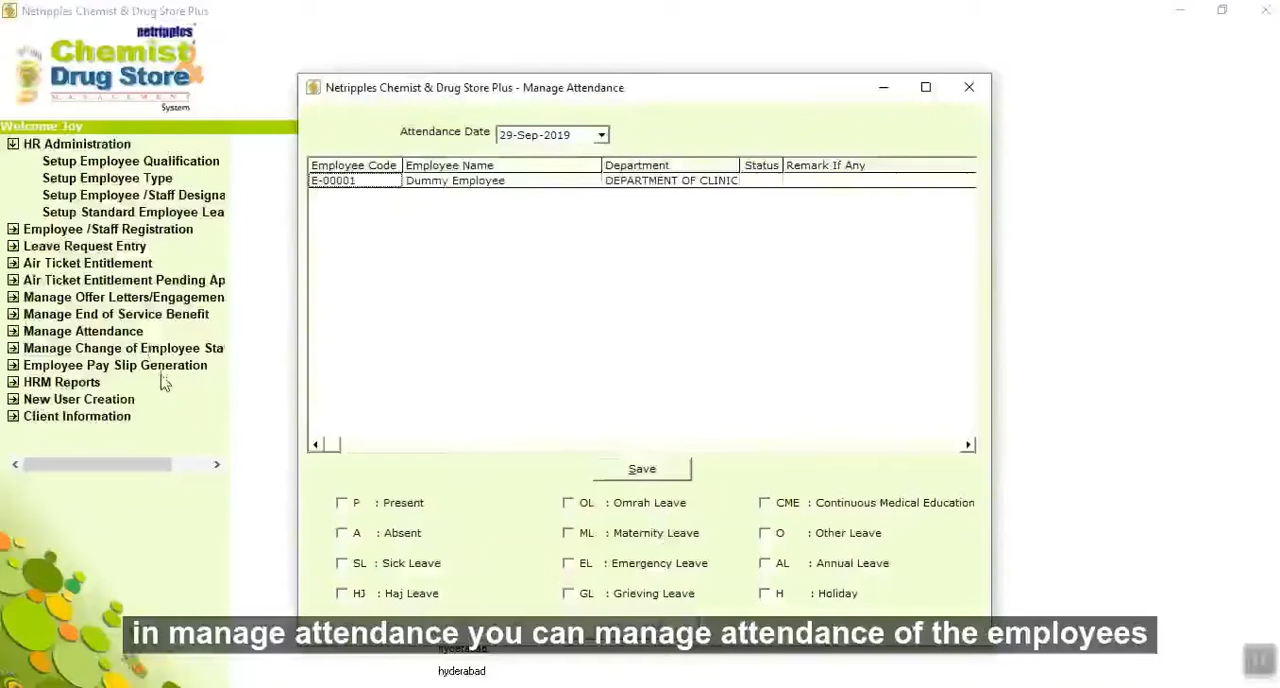 Netripples Chemist & Drug Store Plus
netripples
Chemist
Drug Store &
MANAGEMENT
System
Welcome Joy
HR Administration
Setup Employee Qualification
Setup Employee Type
Setup Employee /Staff Designa
Setup Standard Employee Lea
Employee /Staff Registration
Leave Request Entry
Air Ticket Entitlement
Air Ticket Entitlement Pending Ap
Manage Offer Letters/Engagemen
Manage End of Service Benefit
Manage Attendance
Manage Change of Employee Sta
Employee Pay Slip Generation
HRM Reports
New User Creation
Client Information
Netripples Chemist & Drug Store Plus - Manage Attendance
Attendance Date 29-Sep-2019
Employee Code Employee Name Department Status Remark If Any
E-00001 Dummy Employee DEPARTMENT OF CLINIC
Save
P : Present OL : Omrah Leave CME : Continuous Medical Education
A : Absent ML : Maternity Leave O : Other Leave
SL : Sick Leave EL : Emergency Leave AL : Annual Leave
HJ : Haj Leave GL : Grieving Leave H : Holiday
in manage attendance you can manage attendance of the employees
hyderabad
hyderabad